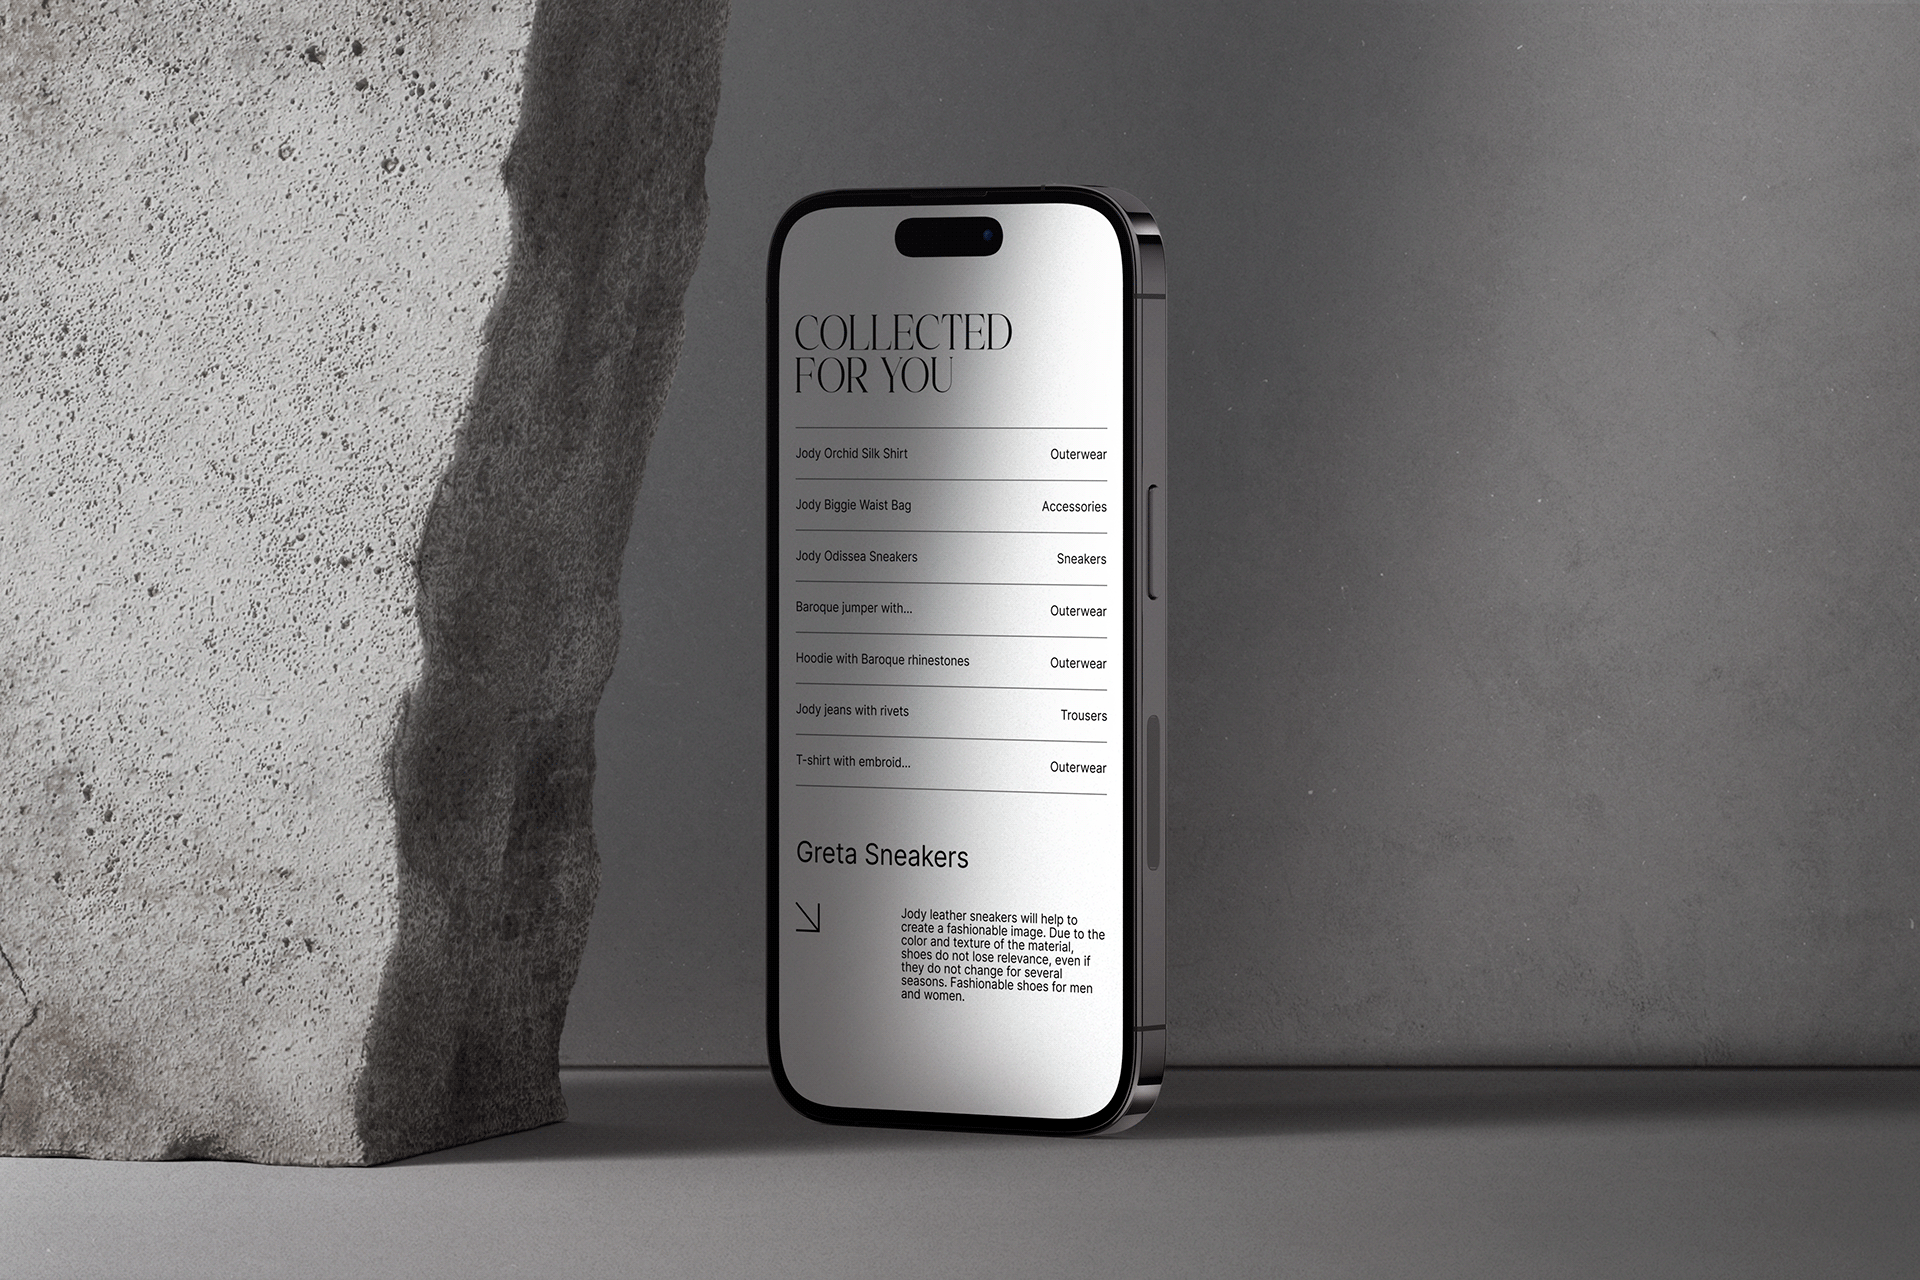 COLLECTED
FOR YOU
Jody Orchid Silk Shirt Outerwear
Jody Biggie Waist Bag Accessories
Jody Odissea Sneakers Sneakers
Baroque jumper with... Outerwear
Hoodie with Baroque rhinestones Outerwear
Jody jeans with rivets Trousers
T-shirt with embroid... Outerwear
Greta Sneakers
Jody leather sneakers will help to
create a fashionable image. Due to the
color and texture of the material,
shoes do not lose relevance, even if
they do not change for several
seasons. Fashionable shoes for men
and women.